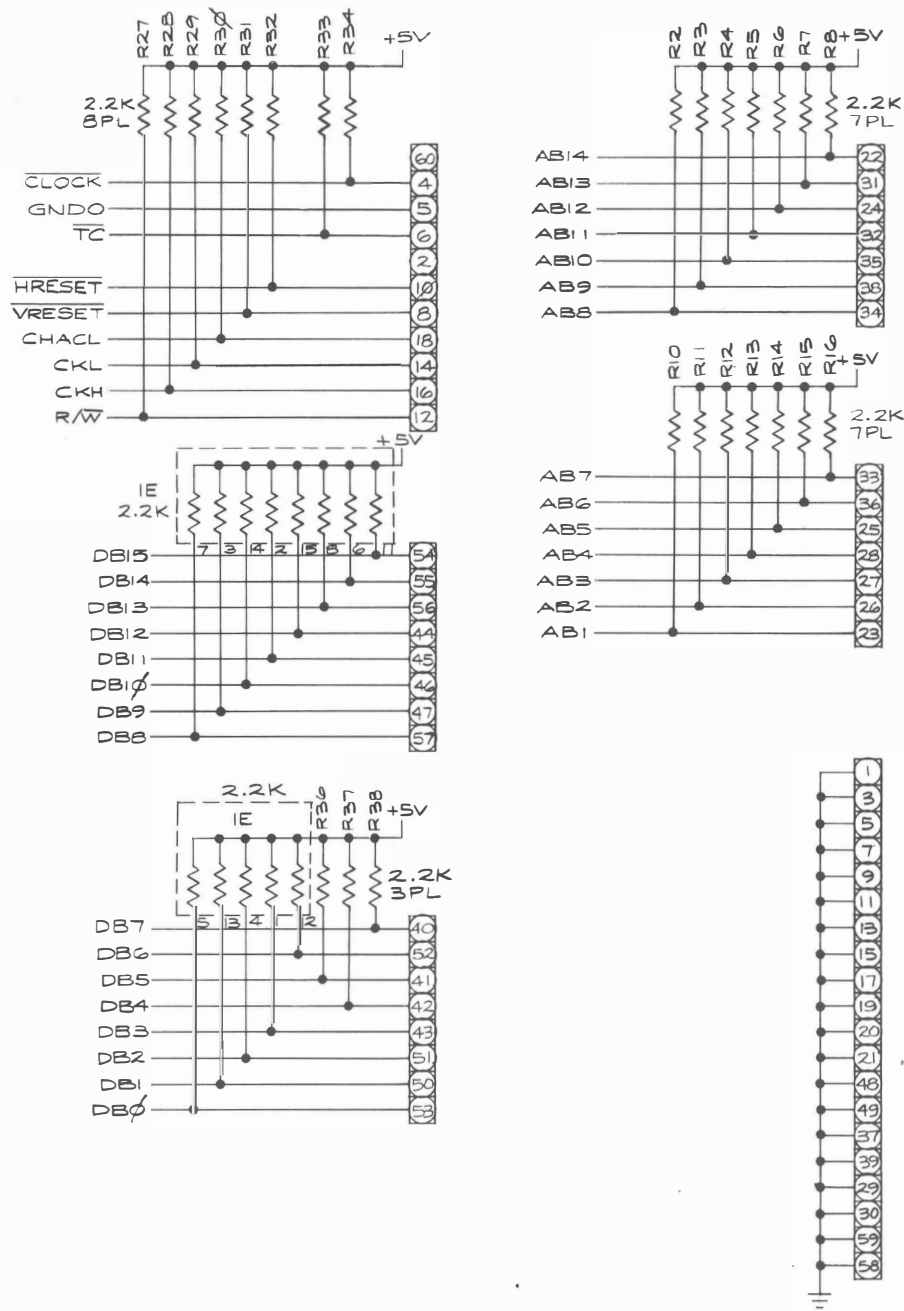 R27 R28 R29 R3Ø R31 R32 R33 R34 +5V
2.2K
8PL
60
CLOCK 4
GNDO 5
TC 6
2
HRESET 10
VRESET 8
CHACL 18
CKL 14
CKH 16
R/W 12
+5V
1E
2.2K
7 3 14 2 15 8 6 11
DB15 54
DB14 55
DB13 56
DB12 44
DB11 45
DB1Ø 46
DB9 47
DB8 57
2.2K
1E
R36 R37 R38 +5V
2.2K
3PL
5 13 4 1 12
DB7 40
DB6 52
DB5 41
DB4 42
DB3 43
DB2 51
DB1 50
DBØ 53
R2 R3 R4 R5 R6 R7 R8 +5V
2.2K
7PL
AB14 22
AB13 31
AB12 24
AB11 32
AB10 35
AB9 38
AB8 34
R10 R11 R12 R13 R14 R15 R16 +5V
2.2K
7PL
AB7 33
AB6 36
AB5 25
AB4 28
AB3 27
AB2 26
AB1 23
1
3
5
7
9
11
13
15
17
19
20
21
48
49
37
39
29
30
59
58